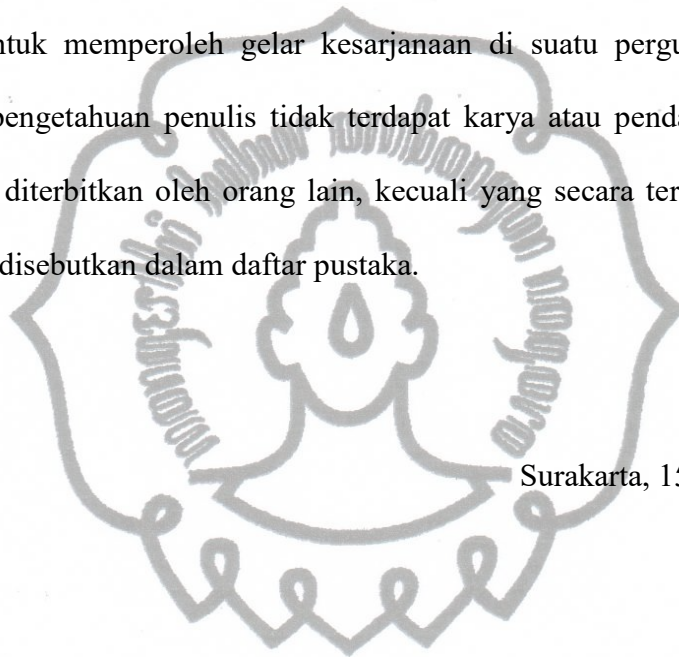 ntuk memperoleh gelar kesarjanaan di suatu pergu
pengetahuan penulis tidak terdapat karya atau penda
diterbitkan oleh orang lain, kecuali yang secara ter
disebutkan dalam daftar pustaka.
Surakarta, 15